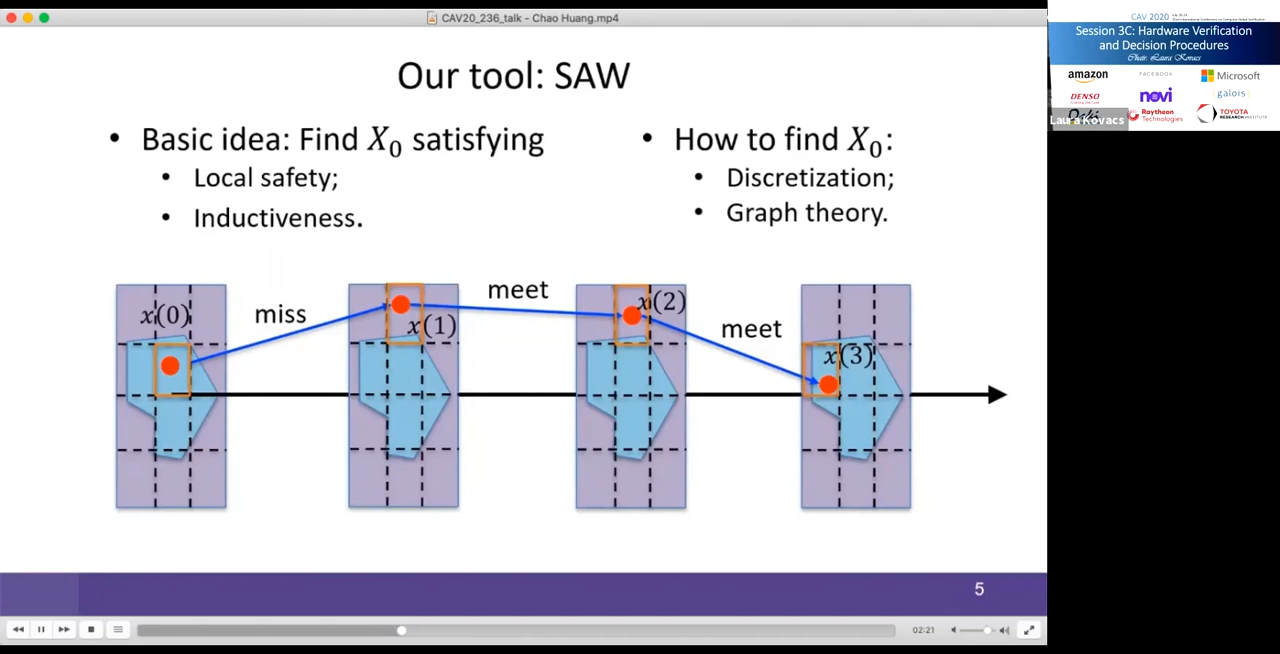 CAV20_236_talk - Chao Huang.mp4
Our tool: SAW
• Basic idea: Find X₀ satisfying
• Local safety;
• Inductiveness.
• How to find X₀:
• Discretization;
• Graph theory.
x(0)
miss
x(1)
meet
x(2)
meet
x(3)
5
02:21
CAV 2020
Session 3C: Hardware Verification
and Decision Procedures
Chair: Laura Kovacs
amazon
FACEBOOK
Microsoft
DENSO
novi
|galois|
Raytheon
Technologies
TOYOTA
RESEARCH INSTITUTE
Laura Kovacs